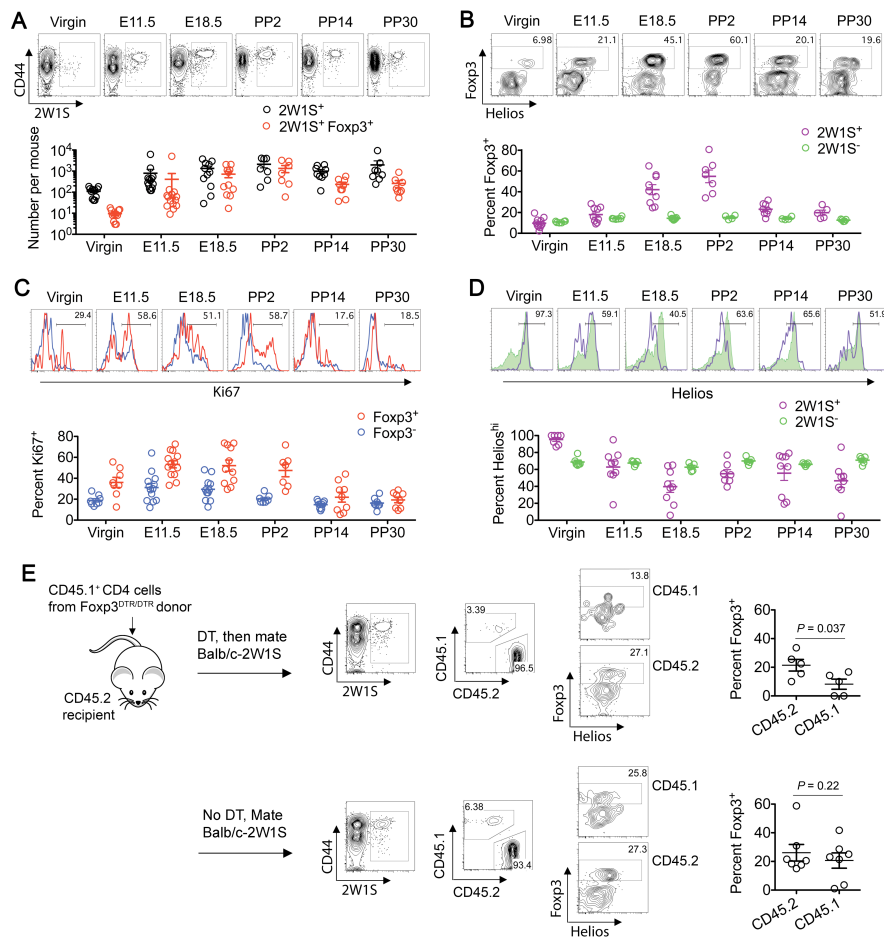 A
Virgin E11.5 E18.5 PP2 PP14 PP30
CD44
2W1S
2W1S+
2W1S+ Foxp3+
Number per mouse
10⁴
10³
10²
10¹
10⁰
Virgin E11.5 E18.5 PP2 PP14 PP30
B
Virgin E11.5 E18.5 PP2 PP14 PP30
6.98 21.1 45.1 60.1 20.1 19.6
Foxp3
Helios
2W1S+
2W1S-
Percent Foxp3+
80
60
40
20
0
Virgin E11.5 E18.5 PP2 PP14 PP30
C
Virgin E11.5 E18.5 PP2 PP14 PP30
29.4 58.6 51.1 58.7 17.6 18.5
Ki67
Foxp3+
Foxp3-
Percent Ki67+
80
60
40
20
0
Virgin E11.5 E18.5 PP2 PP14 PP30
D
Virgin E11.5 E18.5 PP2 PP14 PP30
97.3 59.1 40.5 63.6 65.6 51.9
Helios
2W1S+
2W1S-
Percent Helioshi
100
80
60
40
20
0
Virgin E11.5 E18.5 PP2 PP14 PP30
E
CD45.1+ CD4 cells
from Foxp3DTR/DTR donor
CD45.2
recipient
DT, then mate
Balb/c-2W1S
CD44
2W1S
3.39
96.5
CD45.1
CD45.2
13.8
CD45.1
27.1
CD45.2
Foxp3
Helios
Percent Foxp3+
60
40
20
0
P = 0.037
CD45.2 CD45.1
No DT, Mate
Balb/c-2W1S
CD44
2W1S
6.38
93.4
CD45.1
CD45.2
25.8
CD45.1
27.3
CD45.2
Foxp3
Helios
Percent Foxp3+
60
40
20
0
P = 0.22
CD45.2 CD45.1